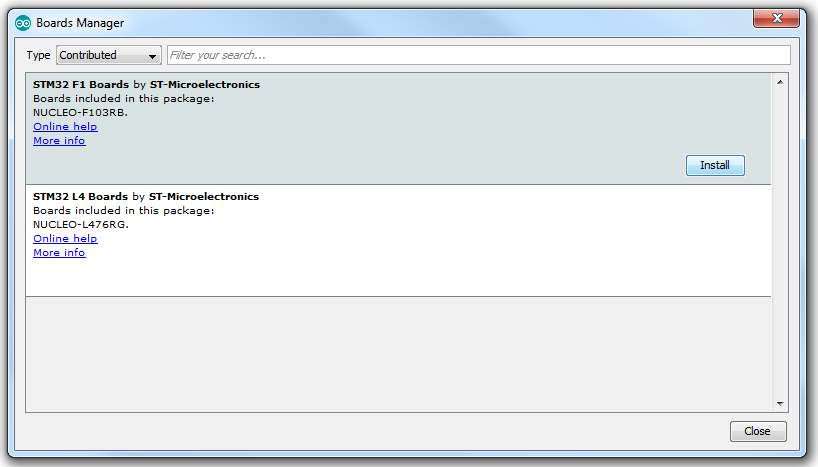 Boards Manager
Type Contributed Filter your search...
STM32 F1 Boards by ST-Microelectronics
Boards included in this package:
NUCLEO-F103RB.
Online help
More info
Install
STM32 L4 Boards by ST-Microelectronics
Boards included in this package:
NUCLEO-L476RG.
Online help
More info
Close